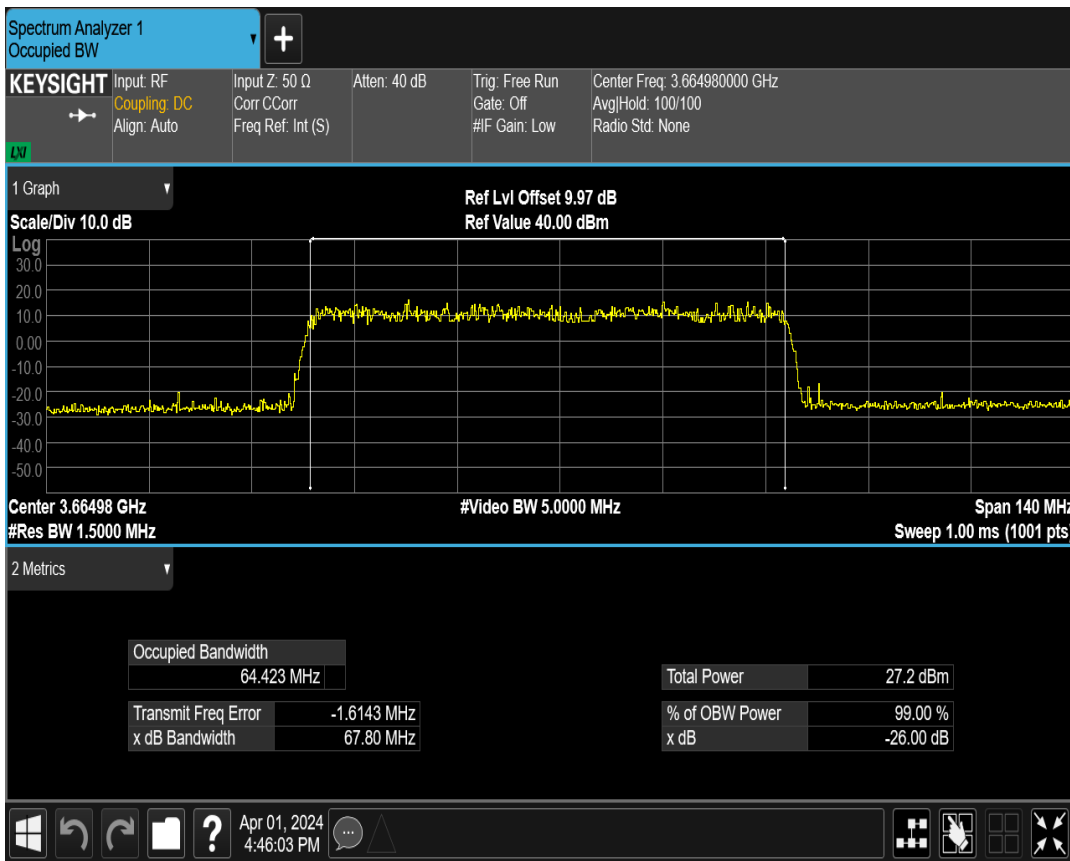 Spectrum Analyzer 1
Occupied BW
KEYSIGHT
LXI
Input: RF
Coupling: DC
Align: Auto
Input Z: 50 Ω
Corr CCorr
Freq Ref: Int (S)
Atten: 40 dB
Trig: Free Run
Gate: Off
#IF Gain: Low
Center Freq: 3.664980000 GHz
Avg|Hold: 100/100
Radio Std: None
1 Graph
Scale/Div 10.0 dB
Ref Lvl Offset 9.97 dB
Ref Value 40.00 dBm
Log
30.0
20.0
10.0
0.00
-10.0
-20.0
-30.0
-40.0
-50.0
Center 3.66498 GHz
#Video BW 5.0000 MHz
Span 140 MHz
#Res BW 1.5000 MHz
Sweep 1.00 ms (1001 pts)
2 Metrics
Occupied Bandwidth
64.423 MHz
Total Power 27.2 dBm
Transmit Freq Error -1.6143 MHz
% of OBW Power 99.00 %
x dB Bandwidth 67.80 MHz
x dB -26.00 dB
?
Apr 01, 2024
4:46:03 PM